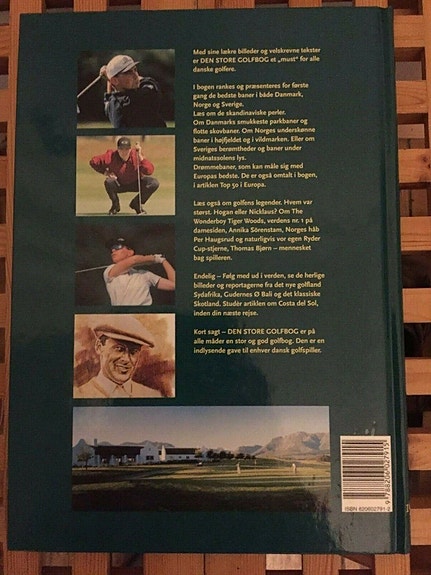 Med sine lækre billeder og velskrevne tekster
er DEN STORE GOLFBOG et „must" for alle
danske golfere.
I bogen rankes og præsenteres for første
gang de bedste baner i både Danmark,
Norge og Sverige.
Læs om de skandinaviske perler.
Om Danmarks smukkeste parkbaner og
flotte skovbaner. Om Norges underskønne
baner i højfjeldet og i vildmarken. Eller om
Sveriges berømtheder og baner under
midnatssolens lys.
Drømmebaner, som kan måle sig med
Europas bedste. De er også omtalt i bogen,
i artiklen Top 50 i Europa.
Læs også om golfens legender. Hvem var
størst. Hogan eller Nicklaus? Om The
Wonderboy Tiger Woods, verdens nr. 1 på
damesiden, Annika Sörenstam, Norges håb
Per Haugsrud og naturligvis vor egen Ryder
Cup-stjerne, Thomas Bjørn – mennesket
bag spilleren.
Endelig – Følg med ud i verden, se de herlige
billeder og reportagerne fra det nye golfland
Sydafrika, Gudernes Ø Bali og det klassiske
Skotland. Studér artiklen om Costa del Sol,
inden din næste rejse.
Kort sagt – DEN STORE GOLFBOG er på
alle måder en stor og god golfbog. Den er en
indlysende gave til enhver dansk golfspiller.
9788206027915
ISBN 820602791-2